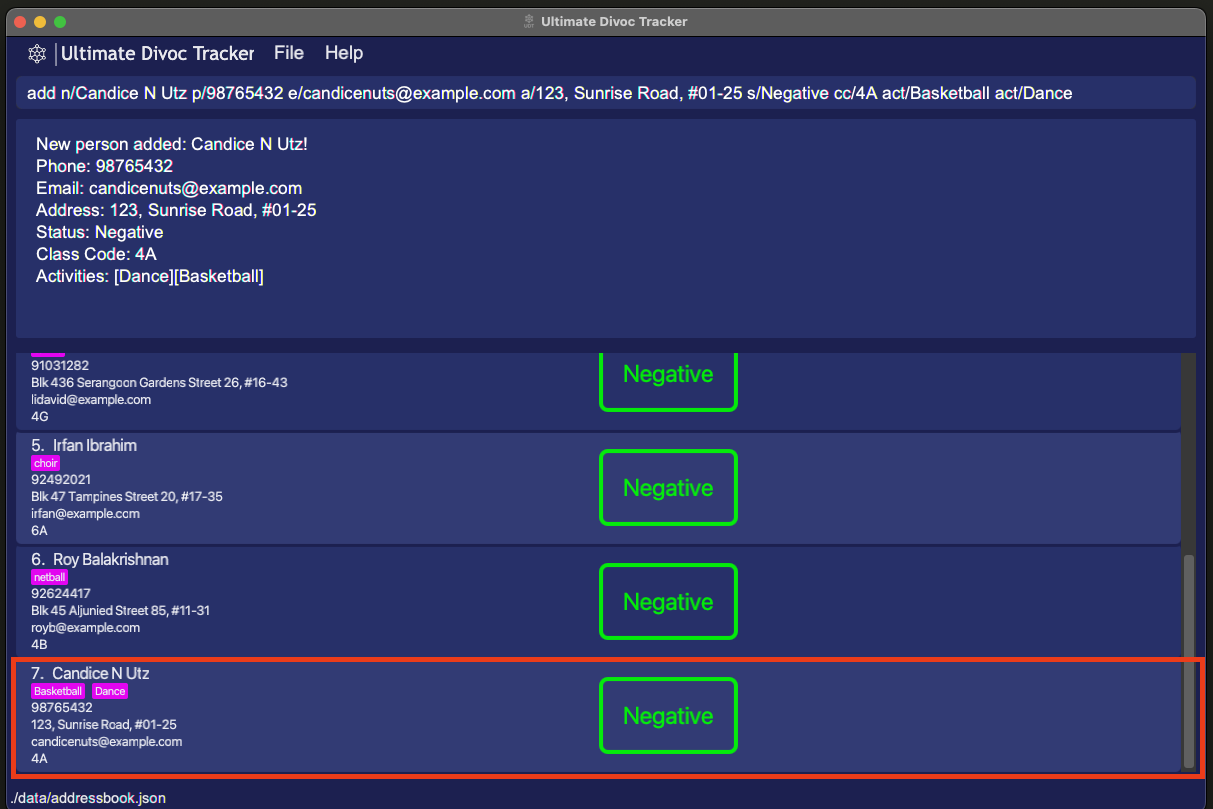 Ultimate Divoc Tracker
Ultimate Divoc Tracker File Help
add n/Candice N Utz p/98765432 e/candicenuts@example.com a/123, Sunrise Road, #01-25 s/Negative cc/4A act/Basketball act/Dance
New person added: Candice N Utz!
Phone: 98765432
Email: candicenuts@example.com
Address: 123, Sunrise Road, #01-25
Status: Negative
Class Code: 4A
Activities: [Dance][Basketball]
91031282
Blk 436 Serangoon Gardens Street 26, #16-43
lidavid@example.com
4G
Negative
5. Irfan Ibrahim
choir
92492021
Blk 47 Tampines Street 20, #17-35
irfan@example.com
6A
Negative
6. Roy Balakrishnan
netball
92624417
Blk 45 Aljunied Street 85, #11-31
royb@example.com
4B
Negative
7. Candice N Utz
Basketball Dance
98765432
123, Sunrise Road, #01-25
candicenuts@example.com
4A
Negative
./data/addressbook.json